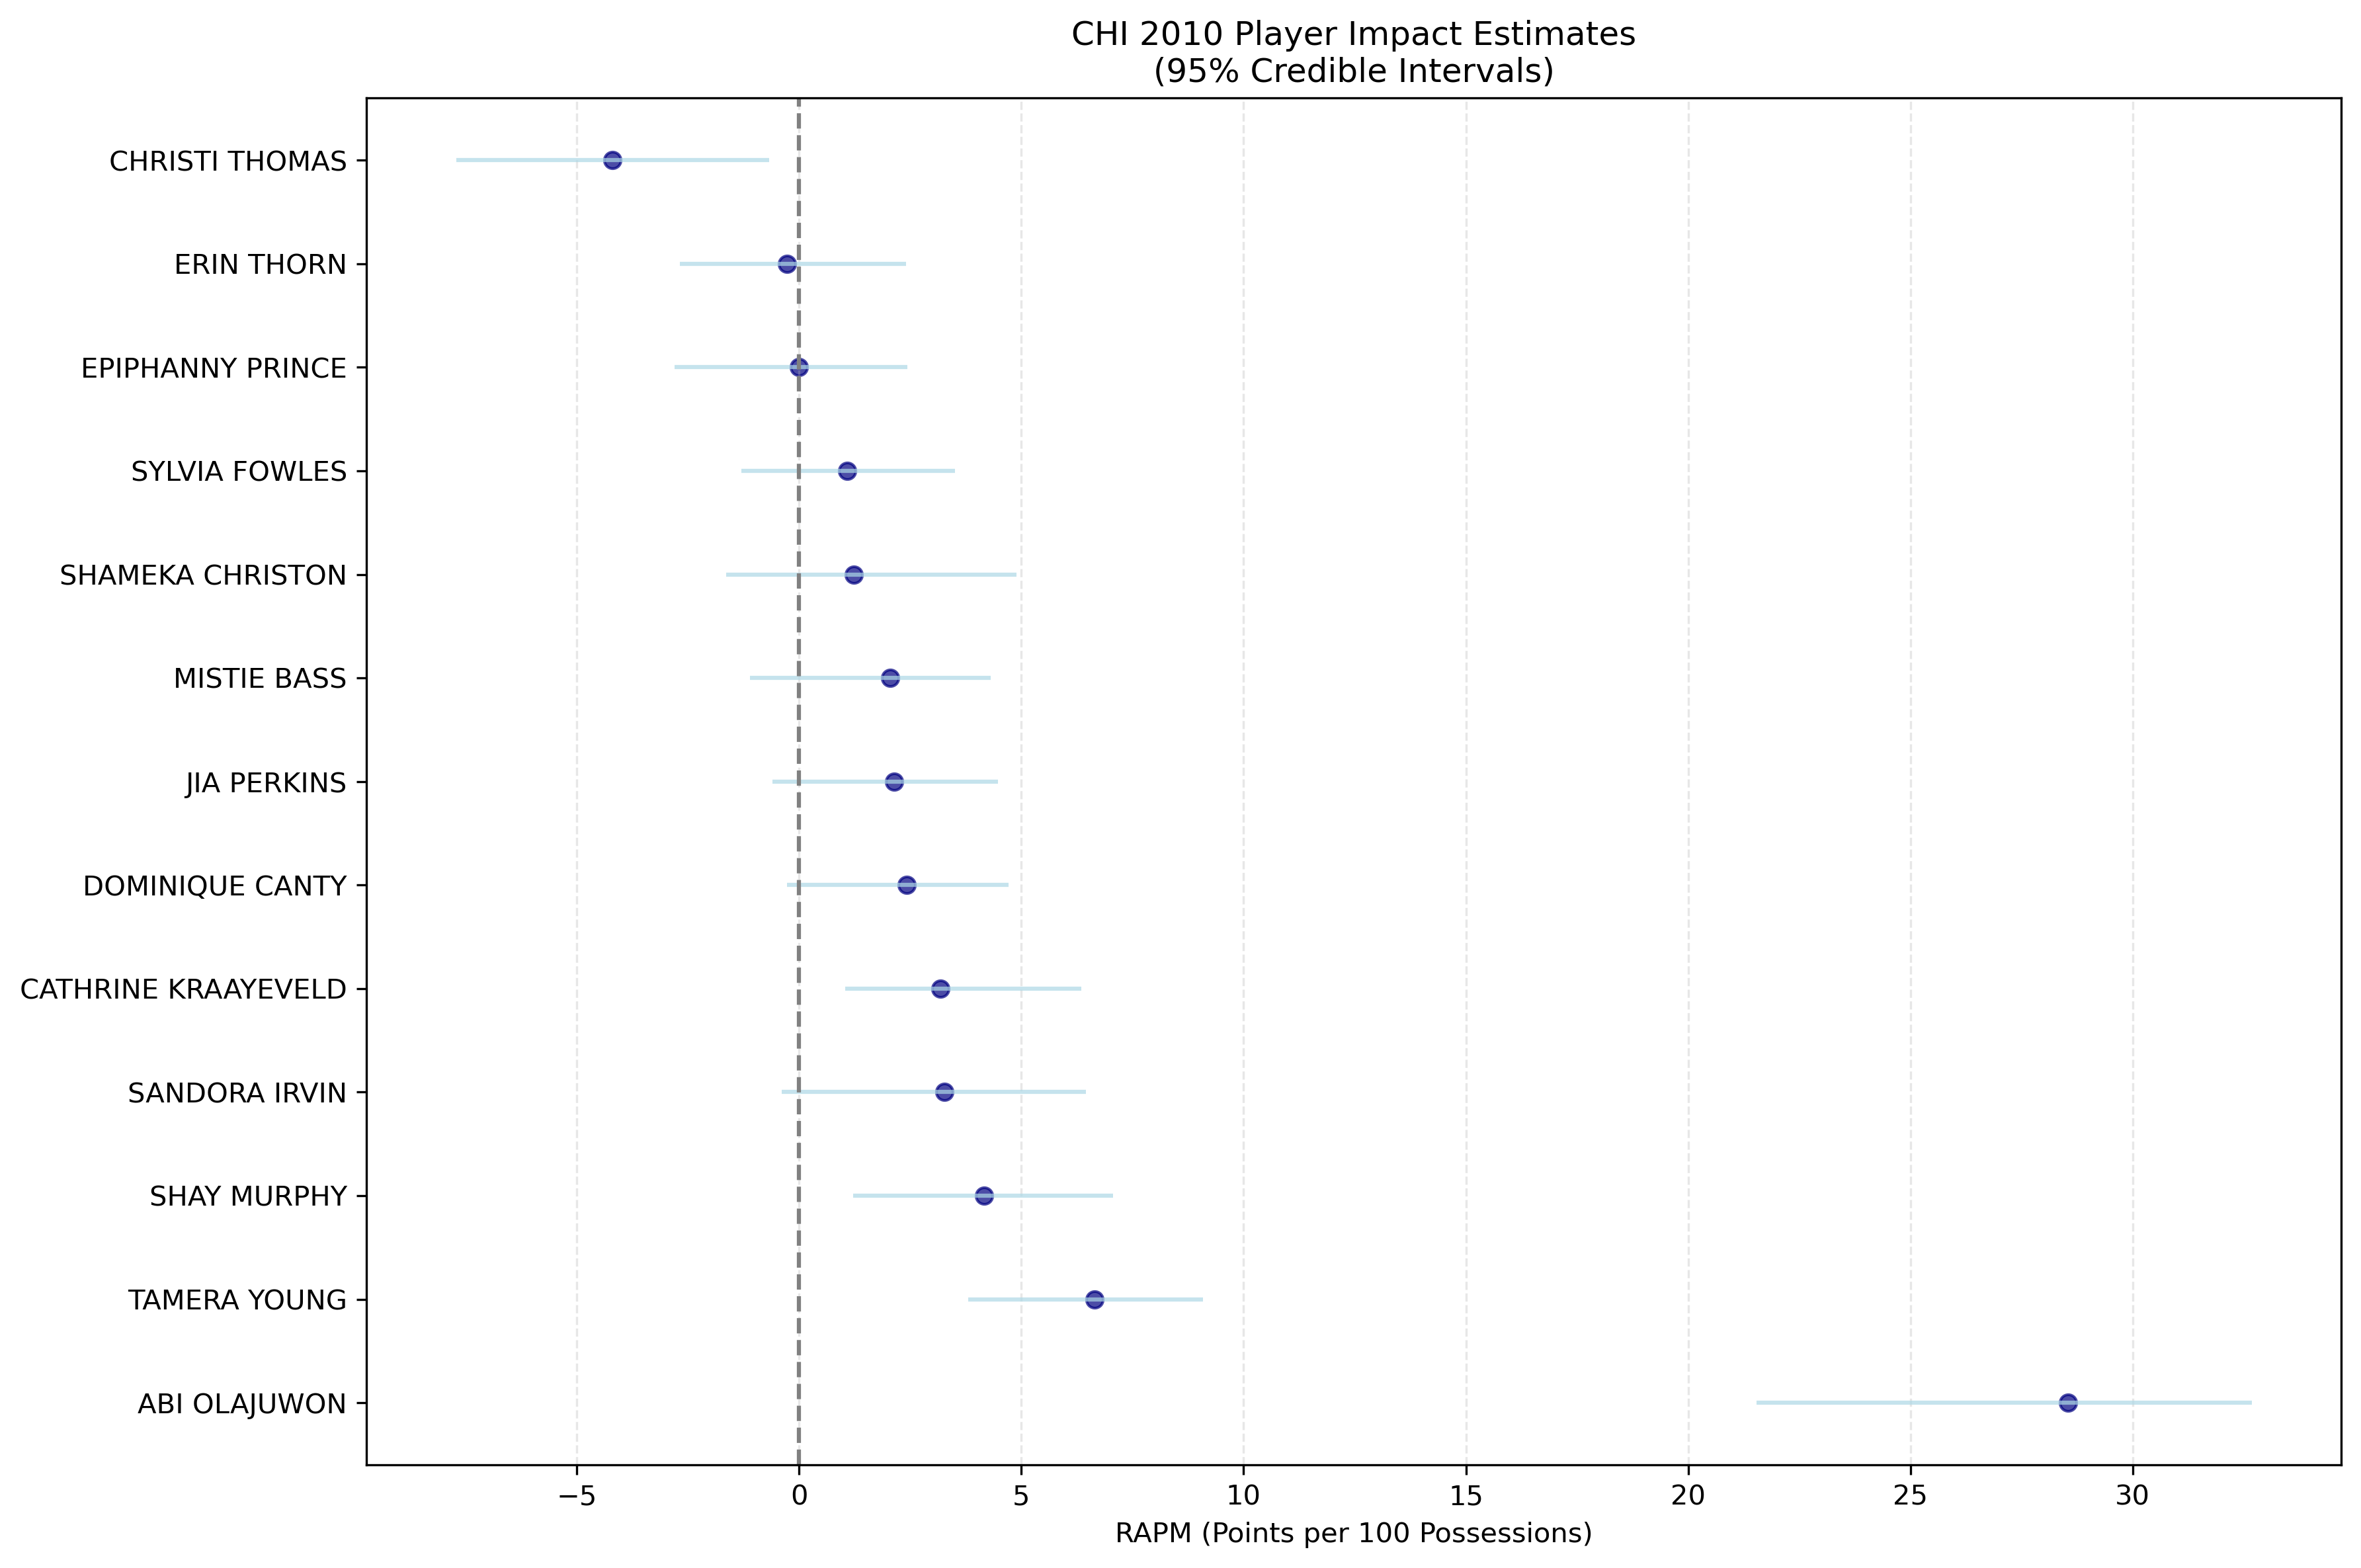 CHI 2010 Player Impact Estimates
(95% Credible Intervals)
CHRISTI THOMAS
ERIN THORN
EPIPHANNY PRINCE
SYLVIA FOWLES
SHAMEKA CHRISTON
MISTIE BASS
JIA PERKINS
DOMINIQUE CANTY
CATHRINE KRAAYEVELD
SANDORA IRVIN
SHAY MURPHY
TAMERA YOUNG
ABI OLAJUWON
−5 0 5 10 15 20 25 30
RAPM (Points per 100 Possessions)